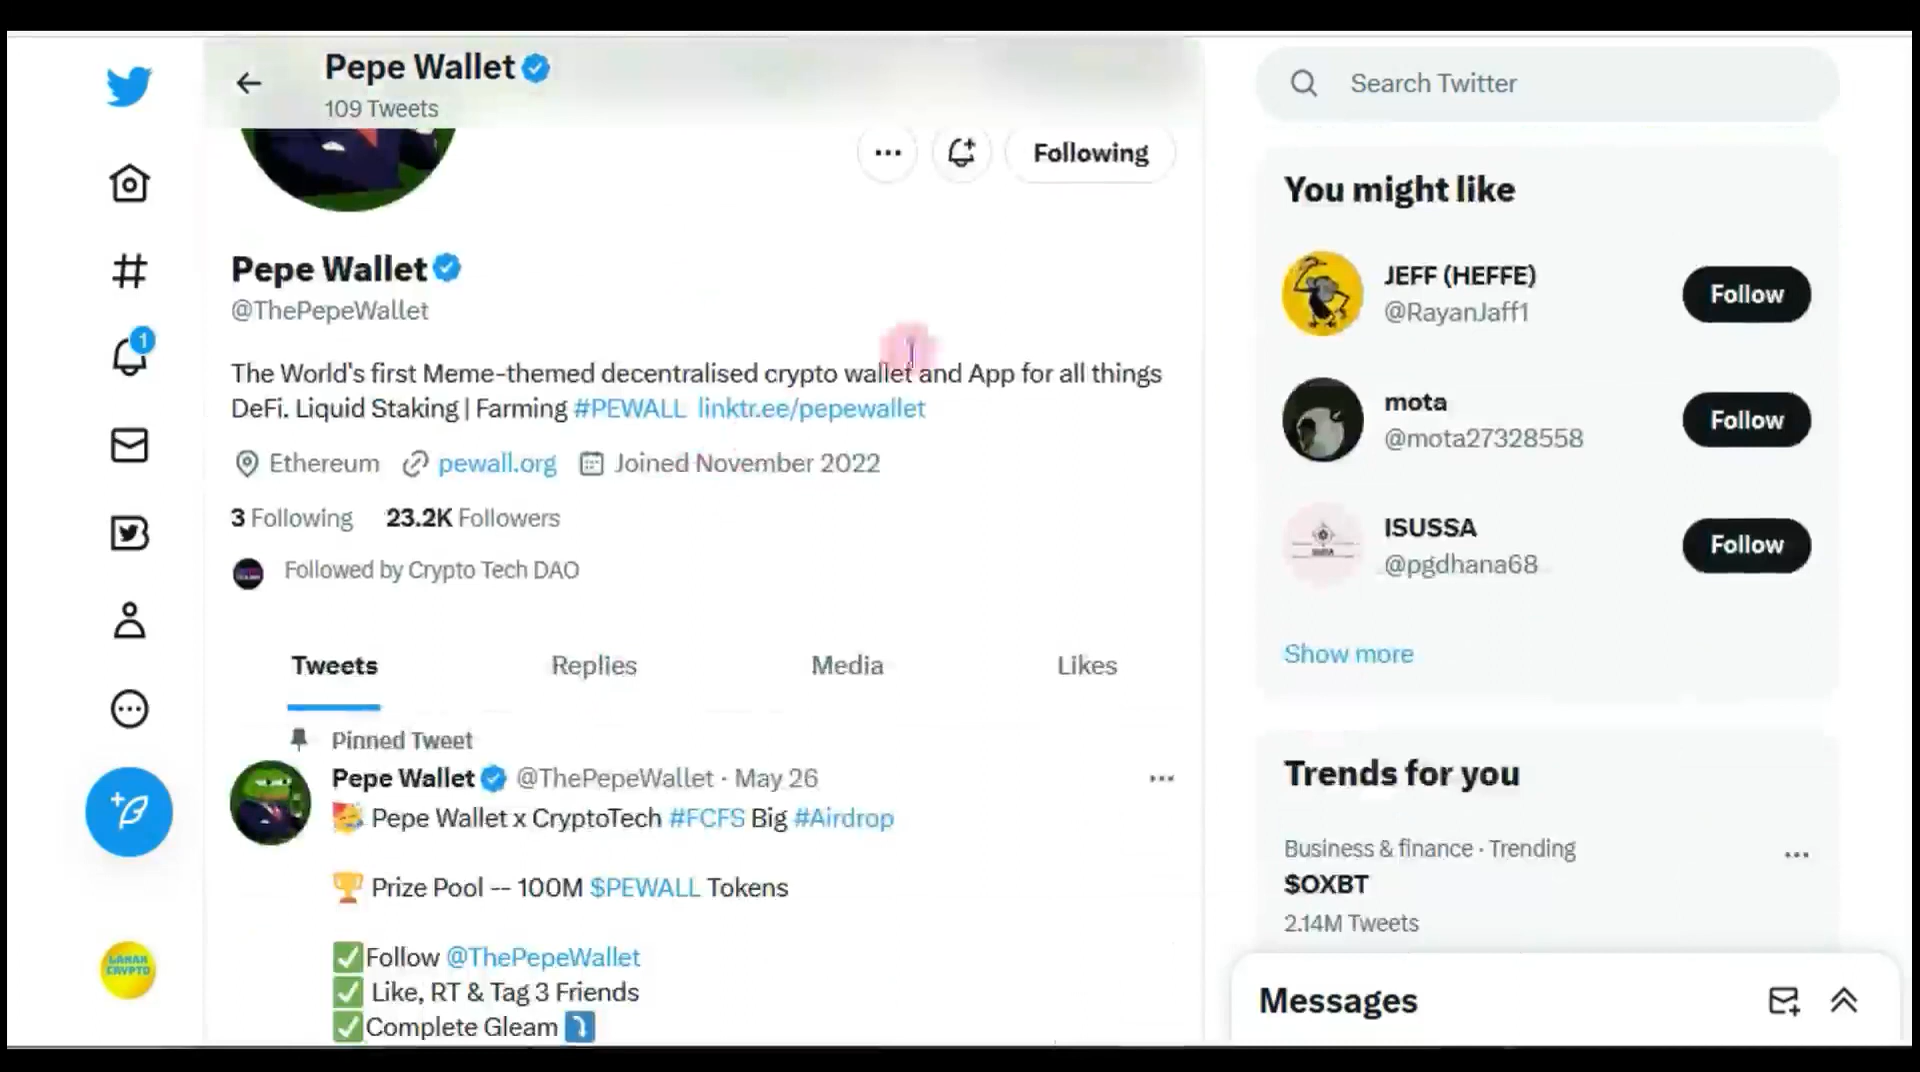 Pepe Wallet
109 Tweets
Following
Pepe Wallet
@ThePepeWallet
The World's first Meme-themed decentralised crypto wallet and App for all things
DeFi. Liquid Staking | Farming #PEWALL linktr.ee/pepewallet
Ethereum pewall.org Joined November 2022
3 Following 23.2K Followers
Followed by Crypto Tech DAO
Tweets Replies Media Likes
Pinned Tweet
Pepe Wallet @ThePepeWallet · May 26
Pepe Wallet x CryptoTech #FCFS Big #Airdrop
Prize Pool -- 100M $PEWALL Tokens
Follow @ThePepeWallet
Like, RT & Tag 3 Friends
Complete Gleam
1
LAHAN
CRYPTO
Search Twitter
You might like
JEFF (HEFFE)
@RayanJaff1
Follow
mota
@mota27328558
Follow
ISUSSA
@pgdhana68
Follow
Show more
Trends for you
Business & finance · Trending
$OXBT
2.14M Tweets
Messages